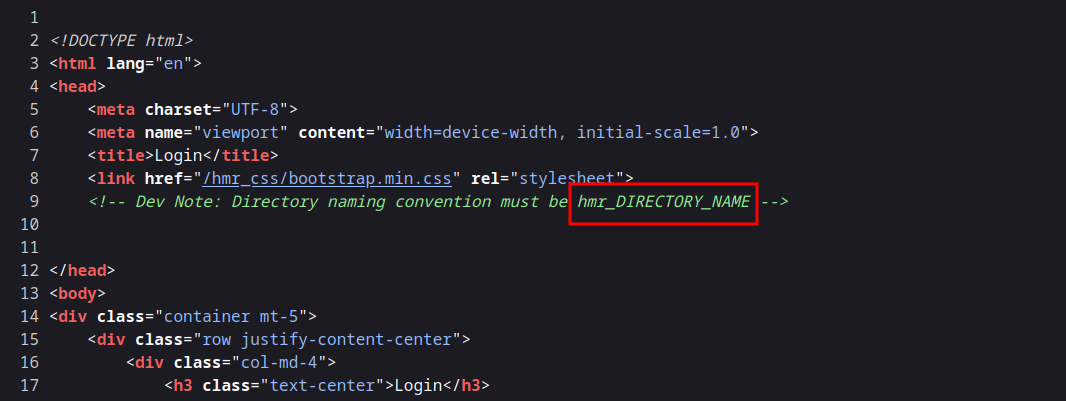 1
2 <!DOCTYPE html>
3 <html lang="en">
4 <head>
5 <meta charset="UTF-8">
6 <meta name="viewport" content="width=device-width, initial-scale=1.0">
7 <title>Login</title>
8 <link href="/hmr_css/bootstrap.min.css" rel="stylesheet">
9 <!-- Dev Note: Directory naming convention must be hmr_DIRECTORY_NAME -->
10
11
12 </head>
13 <body>
14 <div class="container mt-5">
15 <div class="row justify-content-center">
16 <div class="col-md-4">
17 <h3 class="text-center">Login</h3>